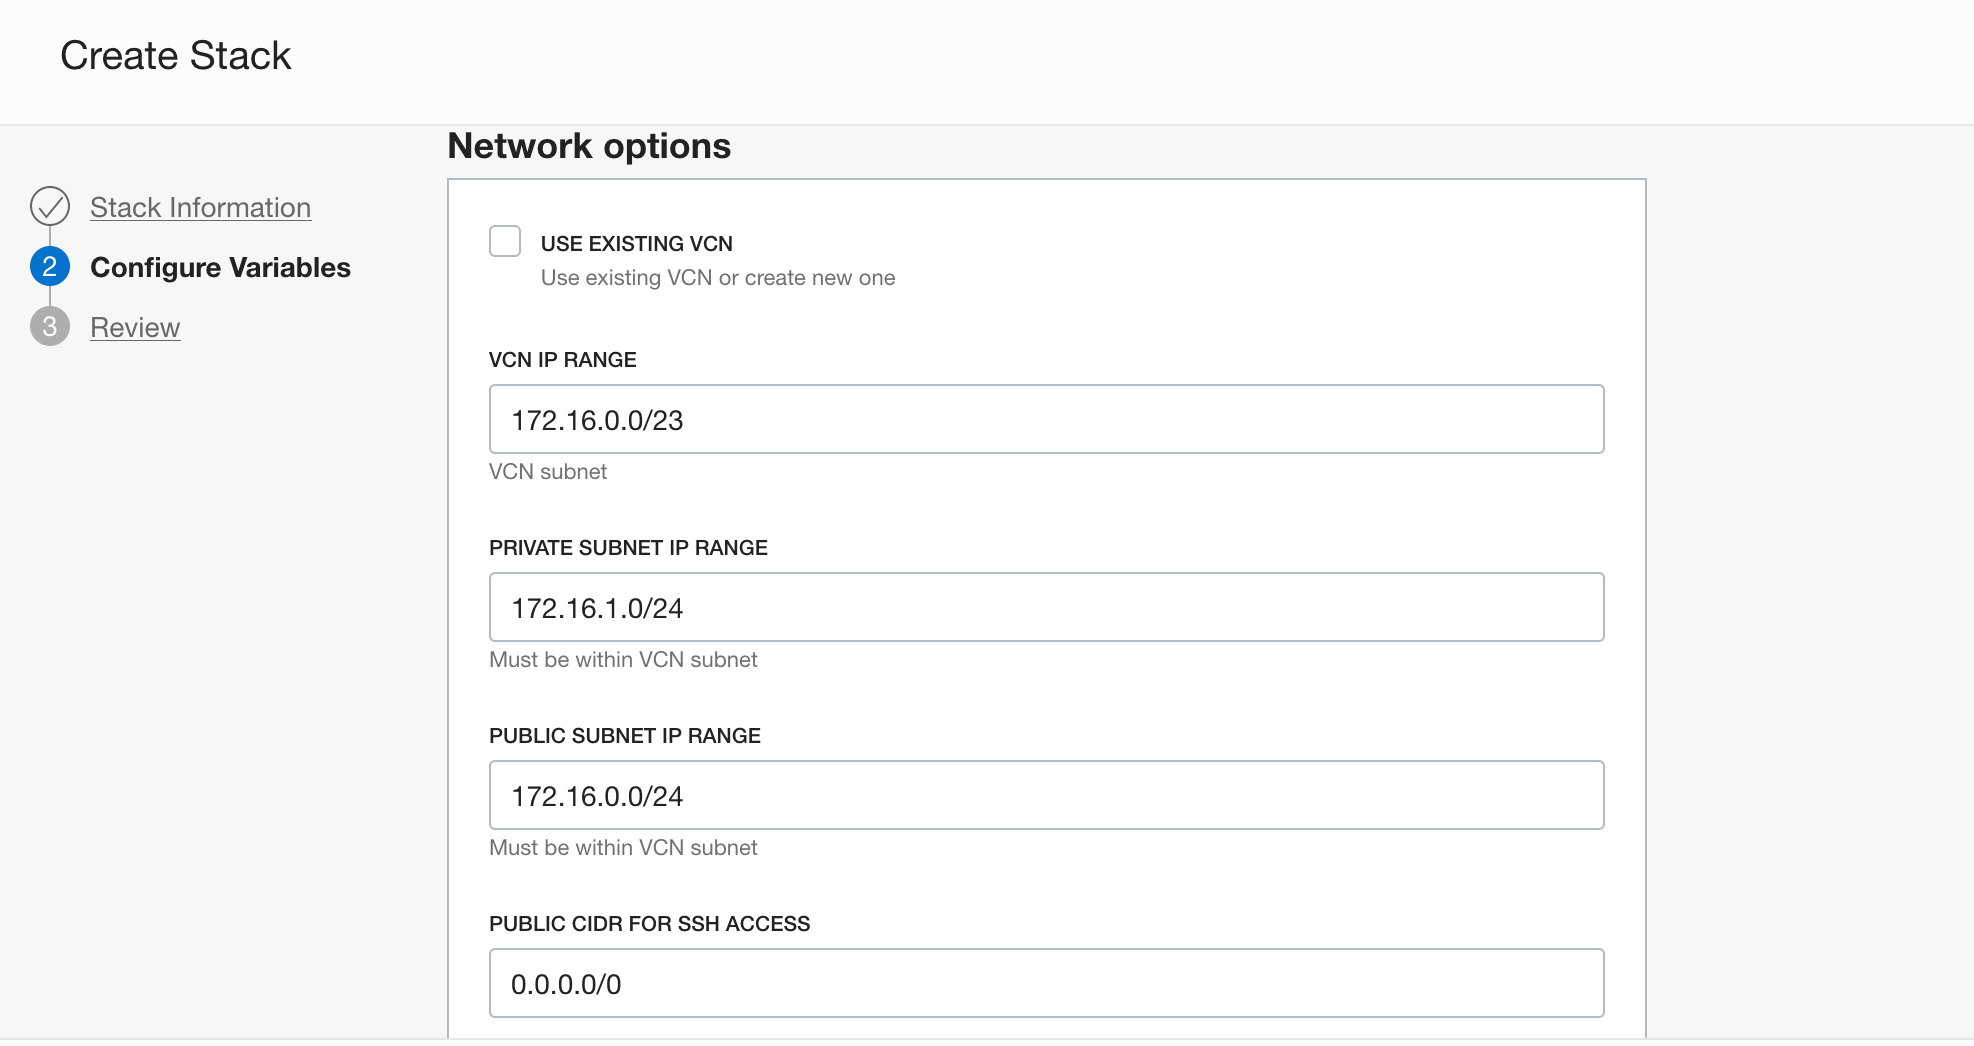 Create Stack
Stack Information
2 Configure Variables
3 Review
Network options
USE EXISTING VCN
Use existing VCN or create new one
VCN IP RANGE
172.16.0.0/23
VCN subnet
PRIVATE SUBNET IP RANGE
172.16.1.0/24
Must be within VCN subnet
PUBLIC SUBNET IP RANGE
172.16.0.0/24
Must be within VCN subnet
PUBLIC CIDR FOR SSH ACCESS
0.0.0.0/0